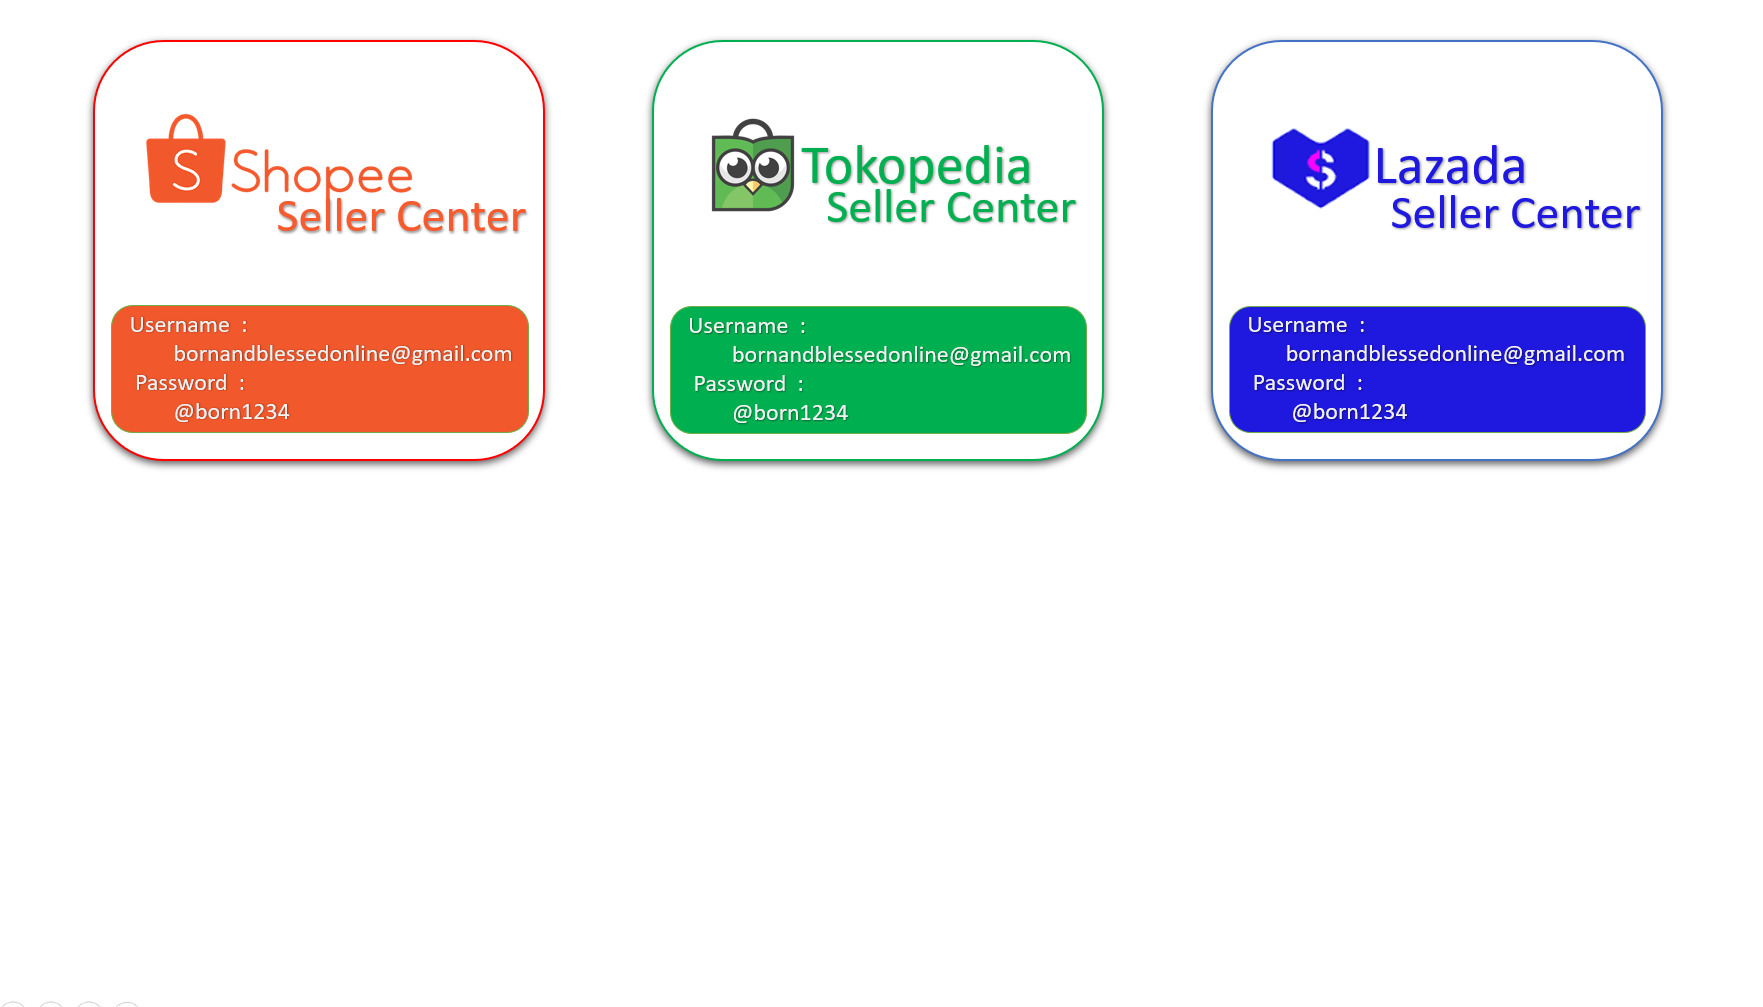 S Shopee
Seller Center
Username :
bornandblessedonline@gmail.com
Password :
@born1234
Tokopedia
Seller Center
Username :
bornandblessedonline@gmail.com
Password :
@born1234
$ Lazada
Seller Center
Username :
bornandblessedonline@gmail.com
Password :
@born1234